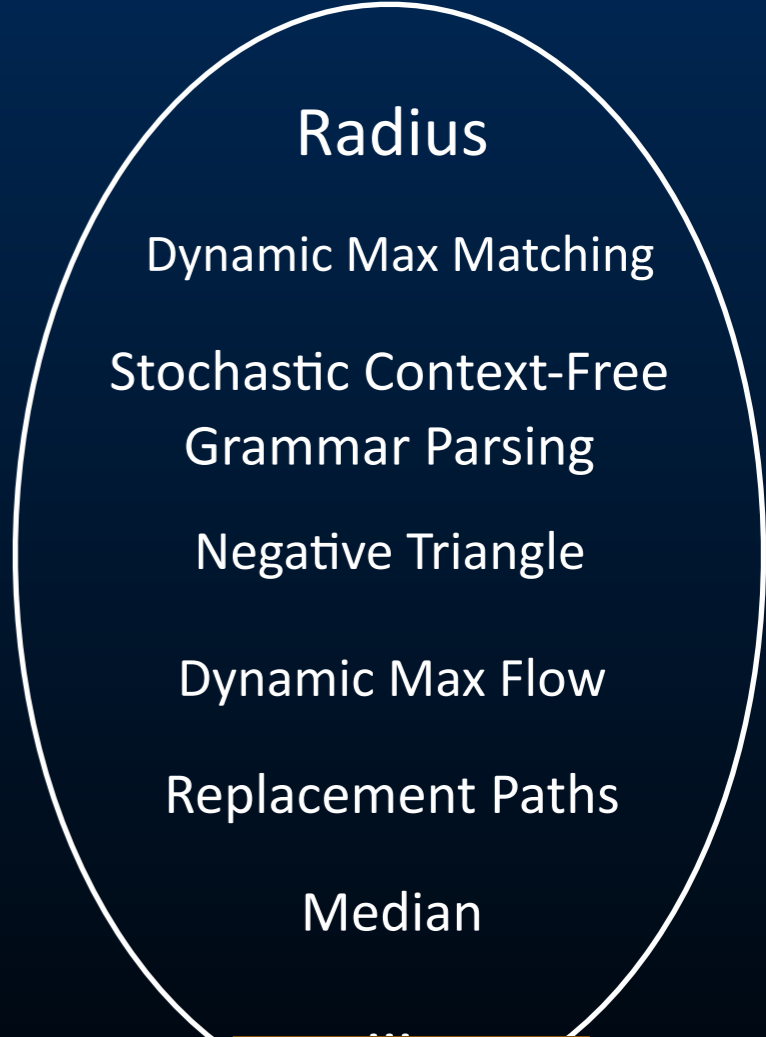 Radius
Dynamic Max Matching
Stochastic Context-Free
Grammar Parsing
Negative Triangle
Dynamic Max Flow
Replacement Paths
Median
...